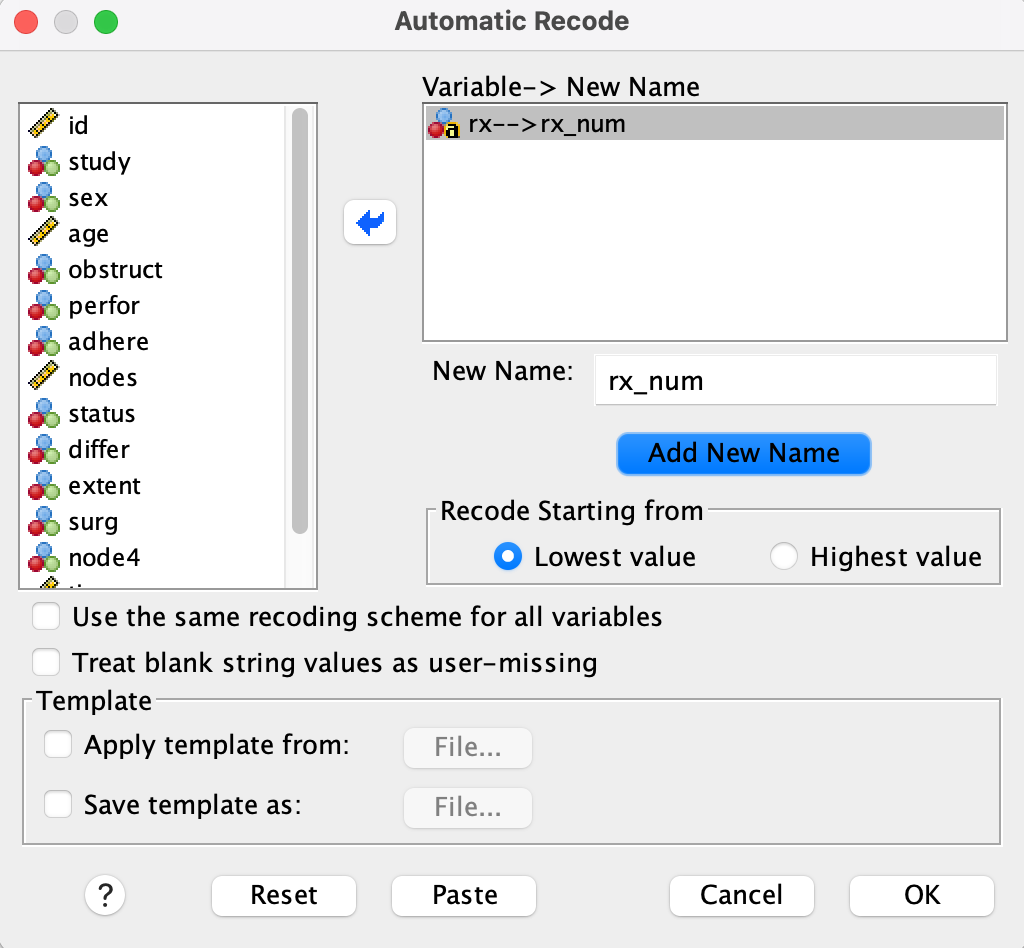 Automatic Recode
Variable-> New Name
id
study
sex
age
obstruct
perfor
adhere
nodes
status
differ
extent
surg
node4
a rx-->rx_num
New Name: rx_num
Add New Name
Recode Starting from
Lowest value Highest value
Use the same recoding scheme for all variables
Treat blank string values as user-missing
Template
Apply template from: File...
Save template as: File...
? Reset Paste Cancel OK